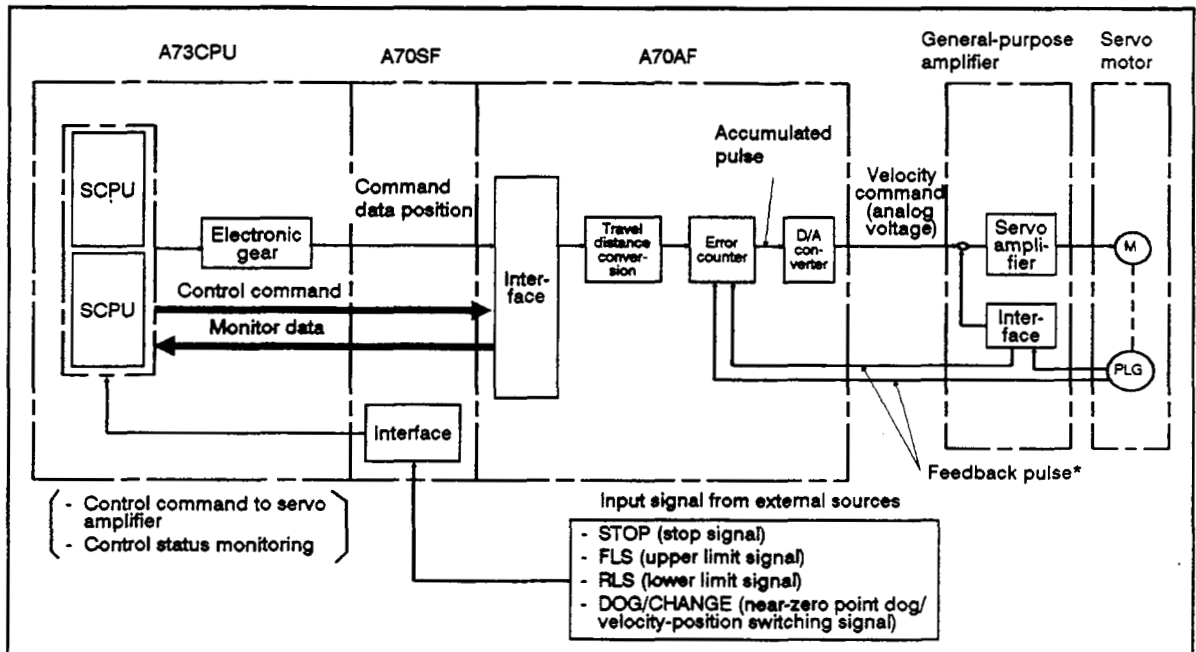 A73CPU
A70SF
A70AF
General-purpose
amplifier
Servo
motor
SCPU
SCPU
Electronic
gear
Command
data position
Control command
Monitor data
Inter-
face
Travel
distance
conver-
sion
Error
counter
Accumulated
pulse
D/A
con-
verter
Velocity
command
(analog
voltage)
Servo
ampli-
fier
M
Inter-
face
PLG
Interface
Feedback pulse*
- Control command to servo
amplifier
- Control status monitoring
Input signal from external sources
- STOP (stop signal)
- FLS (upper limit signal)
- RLS (lower limit signal)
- DOG/CHANGE (near-zero point dog/
velocity-position switching signal)